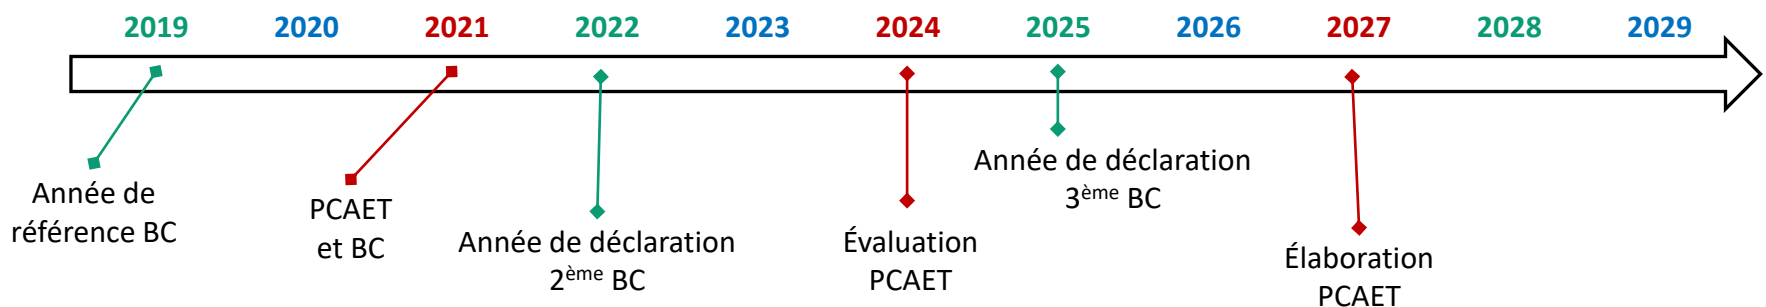 2019 2020 2021 2022 2023 2024 2025 2026 2027 2028 2029
Année de
référence BC
PCAET
et BC
Année de déclaration
2ème BC
Évaluation
PCAET
Année de déclaration
3ème BC
Élaboration
PCAET